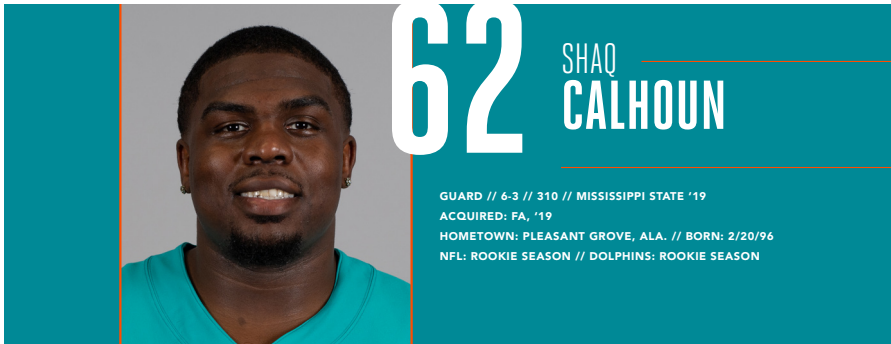 62
SHAQ
CALHOUN
GUARD // 6-3 // 310 // MISSISSIPPI STATE ’19
ACQUIRED: FA, ’19
HOMETOWN: PLEASANT GROVE, ALA. // BORN: 2/20/96
NFL: ROOKIE SEASON // DOLPHINS: ROOKIE SEASON